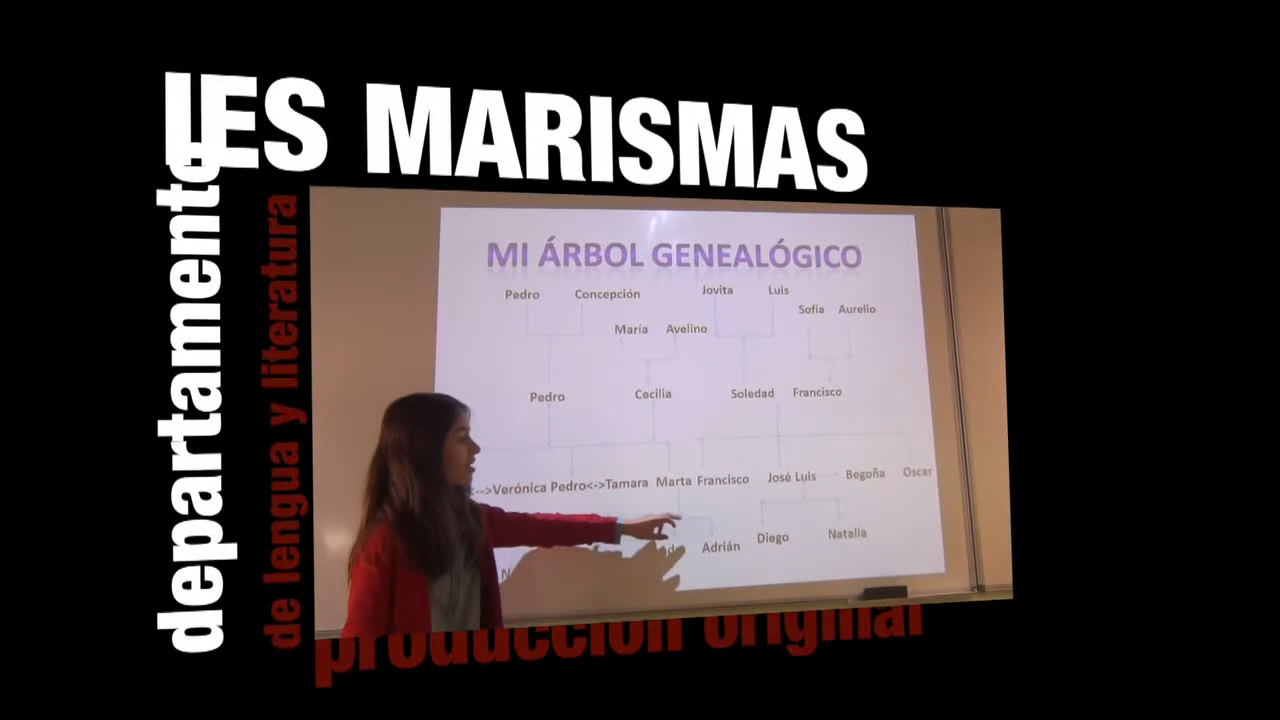 IES MARISMAS
departamento
de lengua y literatura
MI ÁRBOL GENEALÓGICO
Pedro Concepción Jovita Luis
Sofía Aurelio
María Avelino
Pedro Cecilia Soledad Francisco
-->Verónica Pedro<->Tamara Marta Francisco José Luis Begoña Oscar
Adrián Diego Natalia
producción original